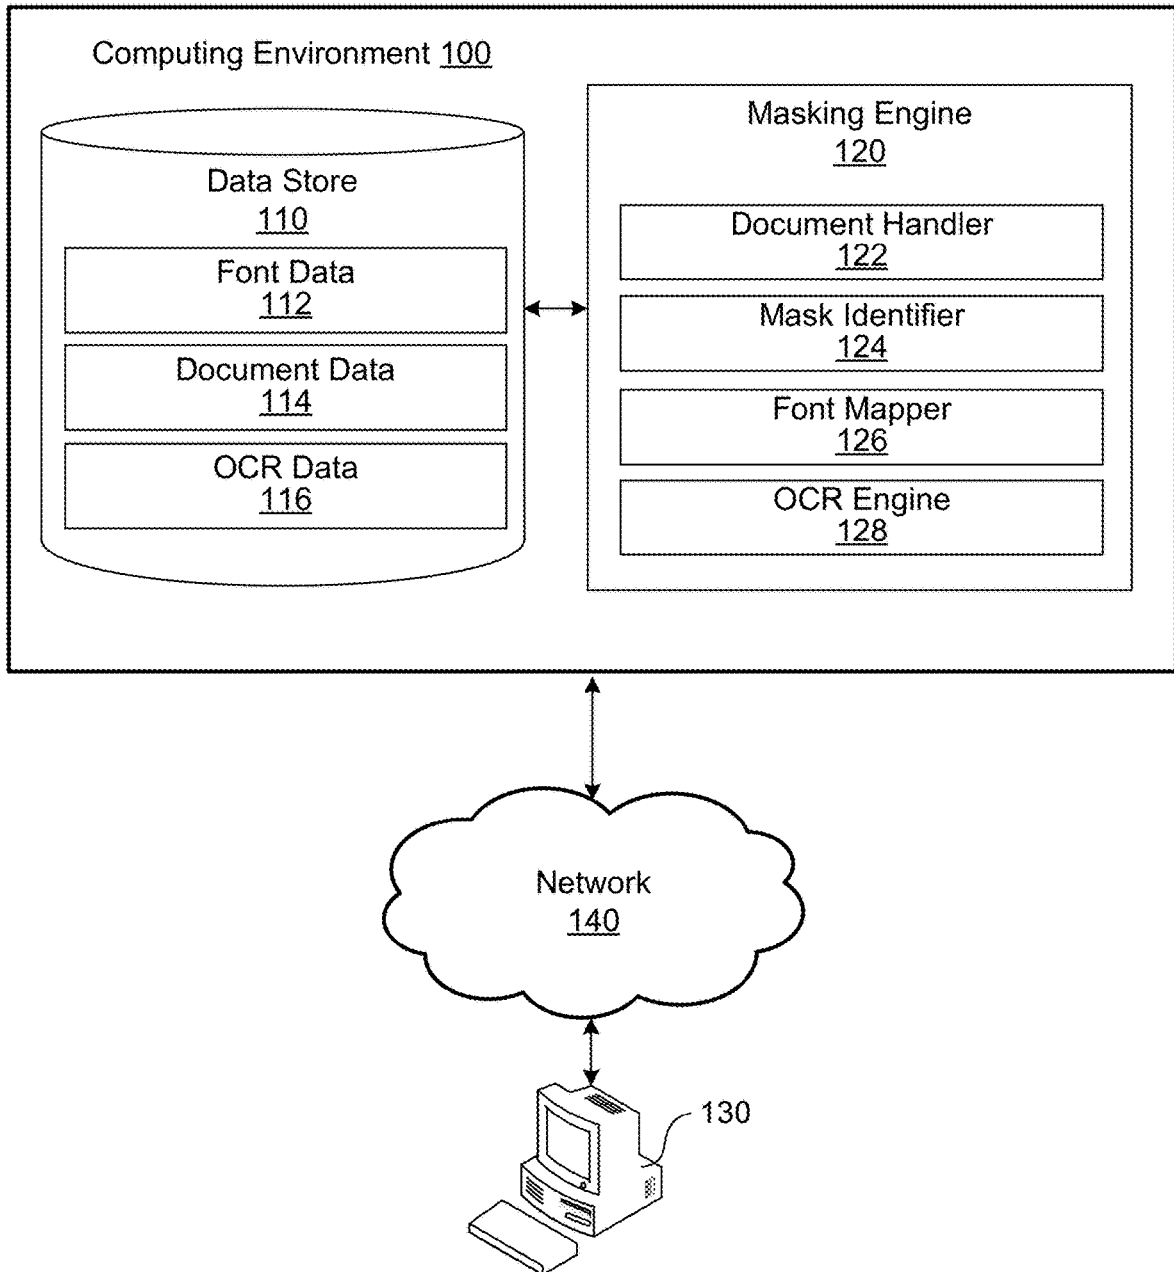 Computing Environment 100
Data Store
110
Font Data
112
Document Data
114
OCR Data
116
Masking Engine
120
Document Handler
122
Mask Identifier
124
Font Mapper
126
OCR Engine
128
Network
140
130